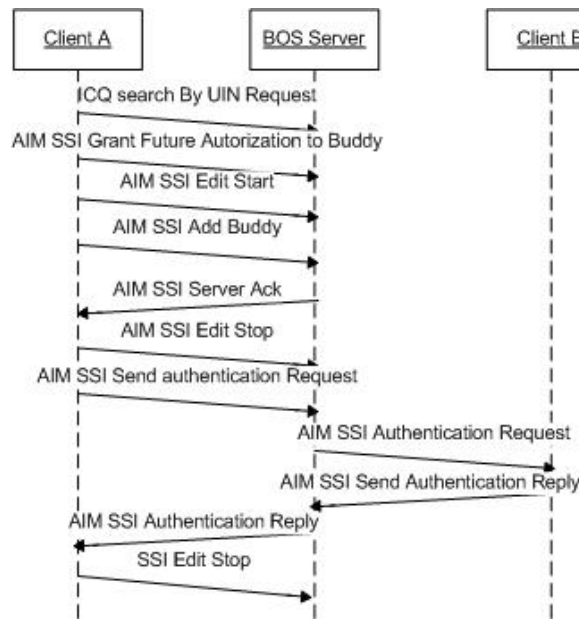 Client A
BOS Server
Client B
ICQ search By UIN Request
AIM SSI Grant Future Autorization to Buddy
AIM SSI Edit Start
AIM SSI Add Buddy
AIM SSI Server Ack
AIM SSI Edit Stop
AIM SSI Send authentication Request
AIM SSI Authentication Request
AIM SSI Send Authentication Reply
AIM SSI Authentication Reply
SSI Edit Stop